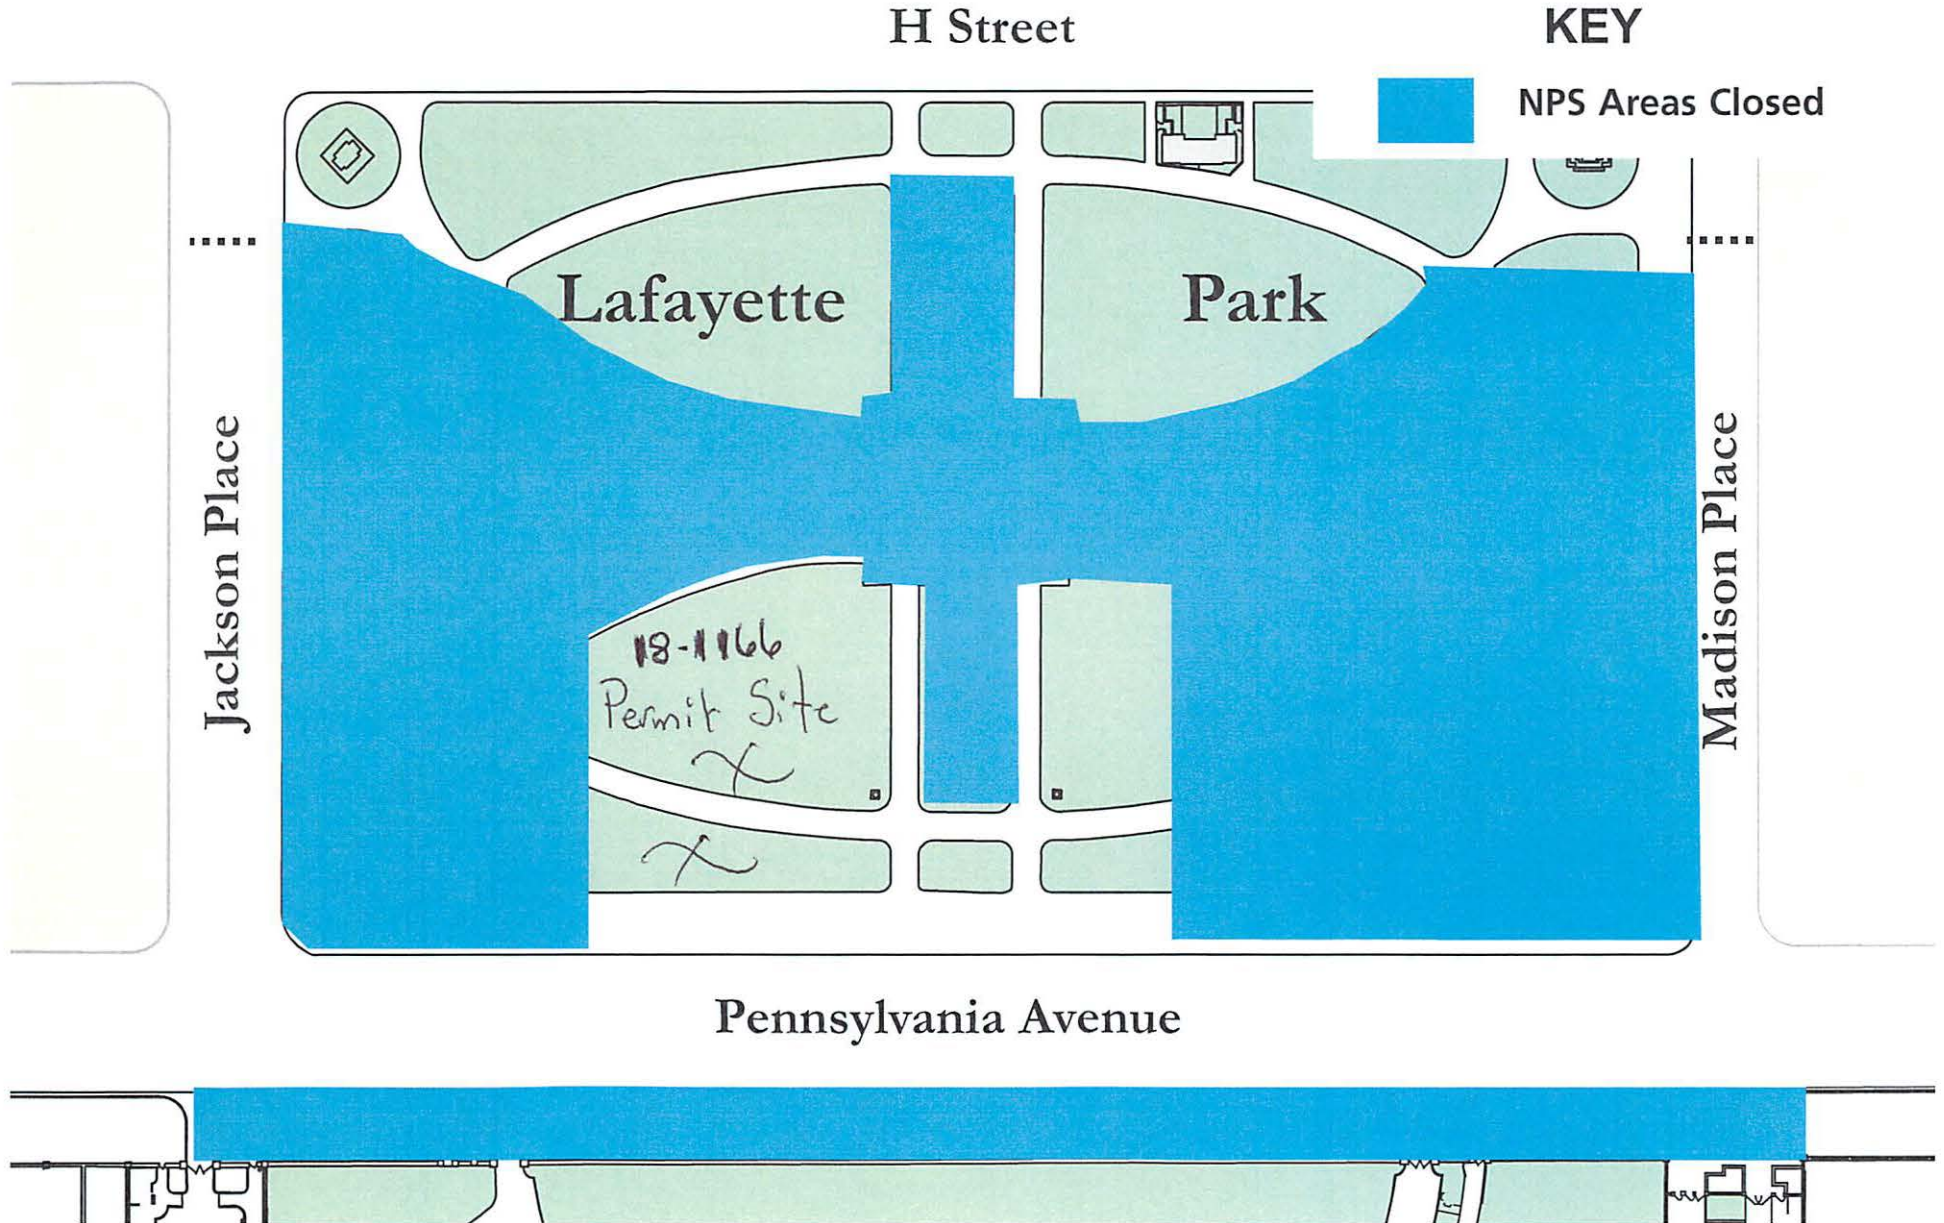 H Street
KEY
NPS Areas Closed
Lafayette Park
Jackson Place
Madison Place
18-1166
Permit Site
X
X
Pennsylvania Avenue